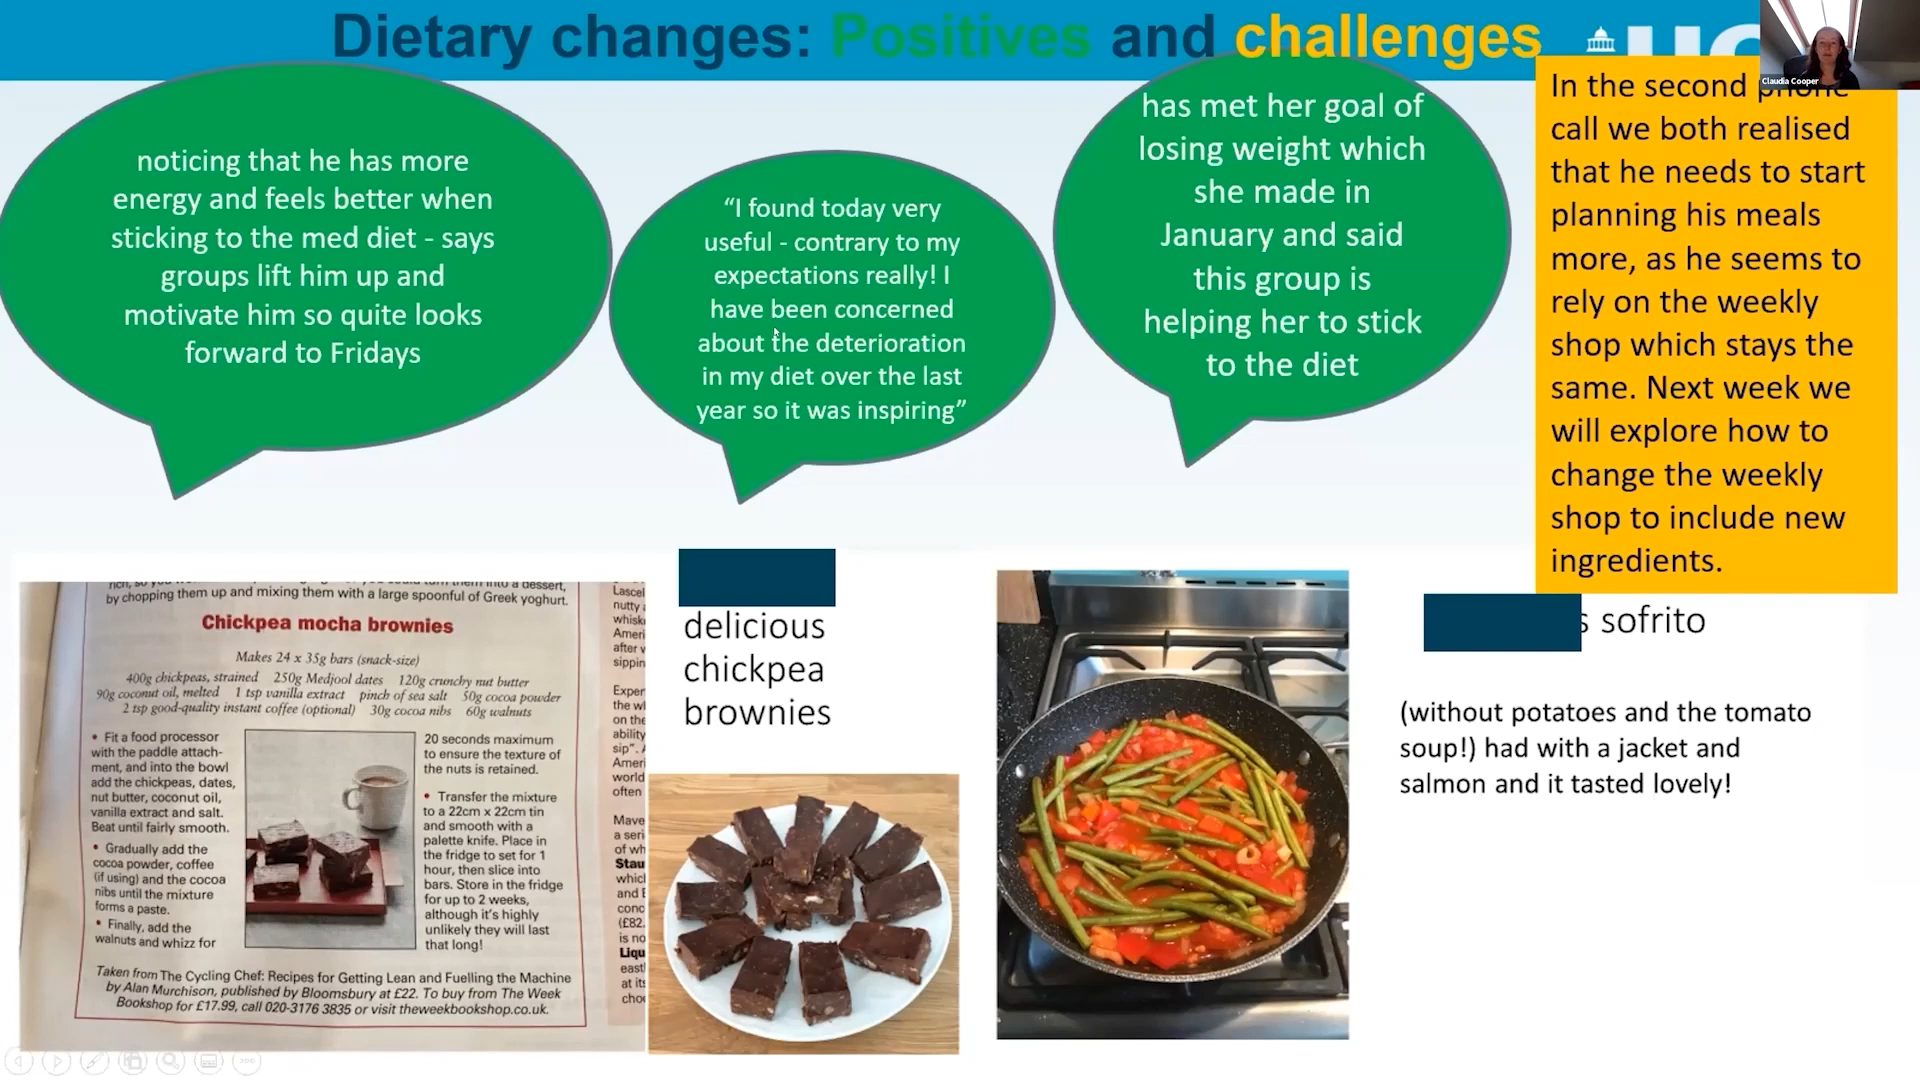 Dietary changes: Positives and challenges
Claudia Cooper
noticing that he has more
energy and feels better when
sticking to the med diet - says
groups lift him up and
motivate him so quite looks
forward to Fridays
“I found today very
useful - contrary to my
expectations really! I
have been concerned
about the deterioration
in my diet over the last
year so it was inspiring”
has met her goal of
losing weight which
she made in
January and said
this group is
helping her to stick
to the diet
In the second phone
call we both realised
that he needs to start
planning his meals
more, as he seems to
rely on the weekly
shop which stays the
same. Next week we
will explore how to
change the weekly
shop to include new
ingredients.
by chopping them up and mixing them with a large spoonful of Greek yoghurt.
Chickpea mocha brownies
Makes 24 x 35g bars (snack-size)
400g chickpeas, strained 250g Medjool dates 120g crunchy nut butter
90g coconut oil, melted 1 tsp vanilla extract pinch of sea salt 50g cocoa powder
2 tsp good-quality instant coffee (optional) 30g cocoa nibs 60g walnuts
• Fit a food processor
with the paddle attach-
ment, and into the bowl
add the chickpeas, dates,
nut butter, coconut oil,
vanilla extract and salt.
Beat until fairly smooth.
• Gradually add the
cocoa powder, coffee
(if using) and the cocoa
nibs until the mixture
forms a paste.
• Finally, add the
walnuts and whizz for
20 seconds maximum
to ensure the texture of
the nuts is retained.
• Transfer the mixture
to a 22cm x 22cm tin
and smooth with a
palette knife. Place in
the fridge to set for 1
hour, then slice into
bars. Store in the fridge
for up to 2 weeks,
although it's highly
unlikely they will last
that long!
Taken from The Cycling Chef: Recipes for Getting Lean and Fuelling the Machine
by Alan Murchison, published by Bloomsbury at £22. To buy from The Week
Bookshop for £17.99, call 020-3176 3835 or visit theweekbookshop.co.uk.
delicious
chickpea
brownies
s sofrito
(without potatoes and the tomato
soup!) had with a jacket and
salmon and it tasted lovely!